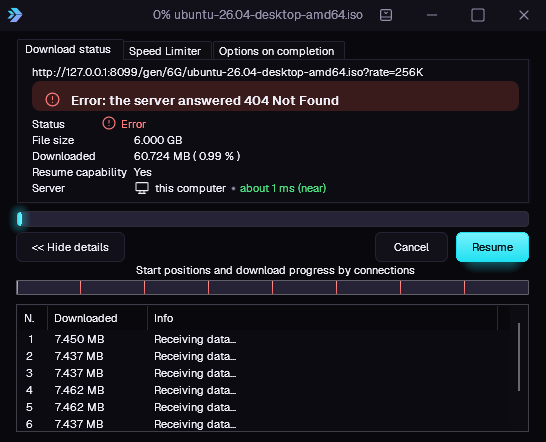 0% ubuntu-26.04-desktop-amd64.iso
Download status Speed Limiter Options on completion
http://127.0.0.1:8099/gen/6G/ubuntu-26.04-desktop-amd64.iso?rate=256K
Error: the server answered 404 Not Found
Status Error
File size 6.000 GB
Downloaded 60.724 MB ( 0.99 % )
Resume capability Yes
Server this computer • about 1 ms (near)
<< Hide details Cancel Resume
Start positions and download progress by connections
N. Downloaded Info
1 7.450 MB Receiving data...
2 7.437 MB Receiving data...
3 7.437 MB Receiving data...
4 7.462 MB Receiving data...
5 7.462 MB Receiving data...
6 7.437 MB Receiving data...